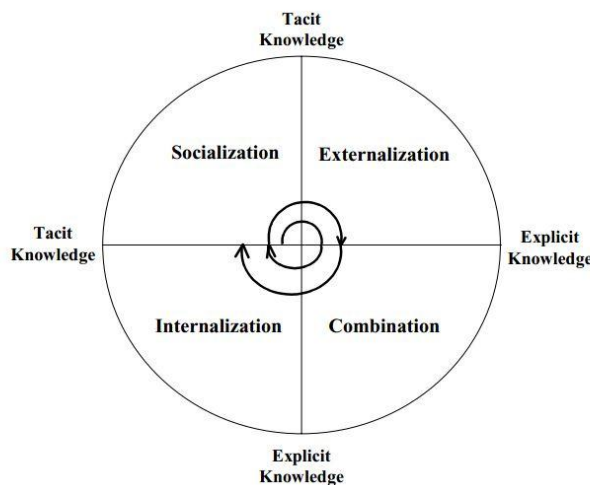 Tacit
Knowledge
Socialization
Externalization
Tacit
Knowledge
Explicit
Knowledge
Internalization
Combination
Explicit
Knowledge